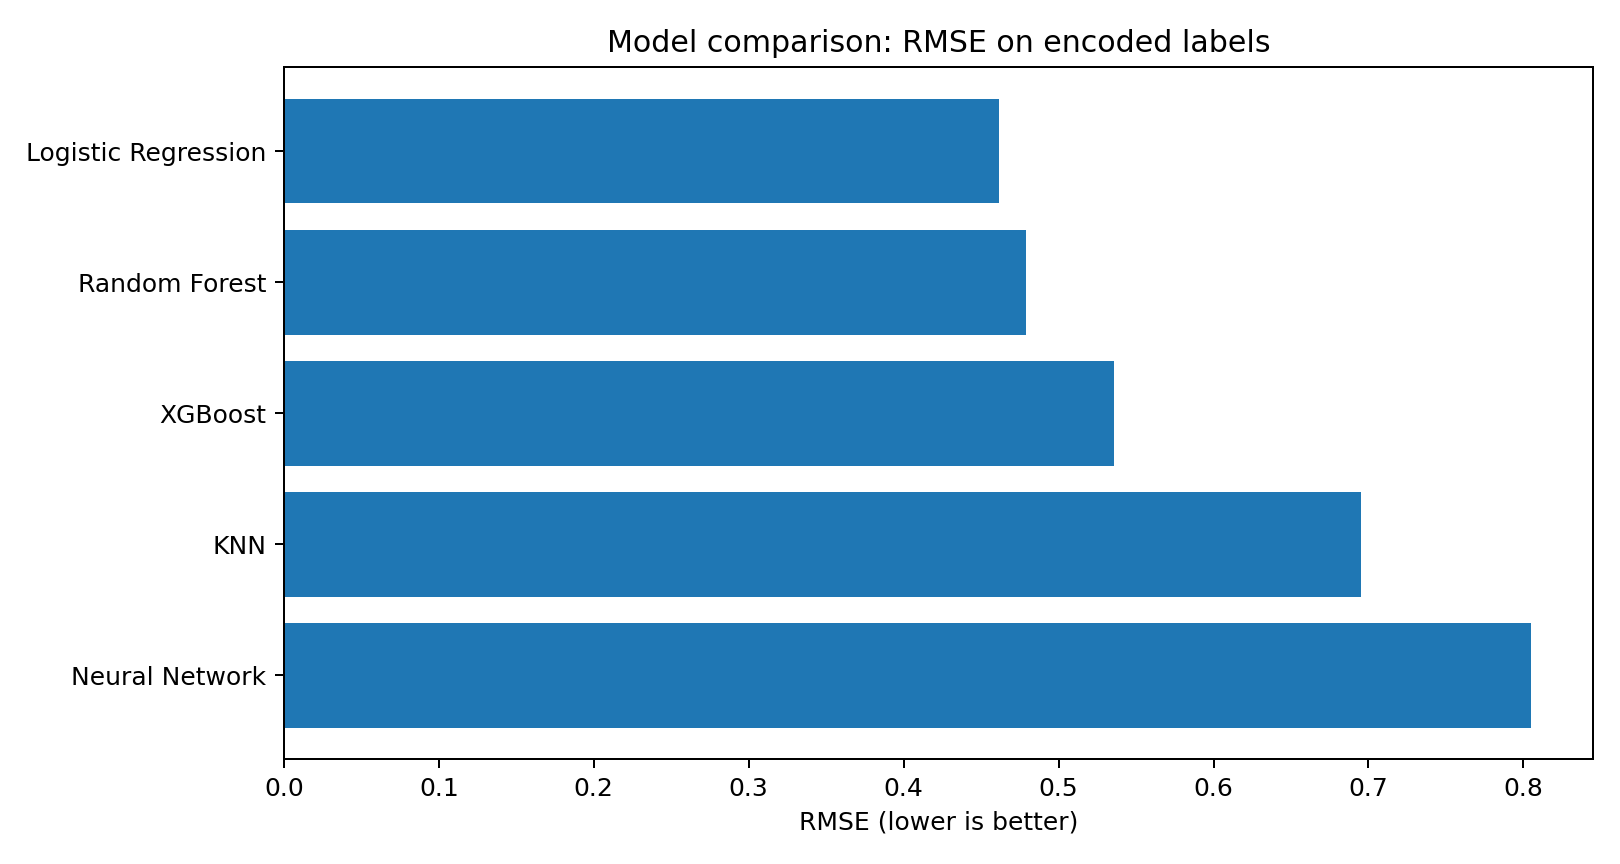 Model comparison: RMSE on encoded labels
Logistic Regression
Random Forest
XGBoost
KNN
Neural Network
0.0 0.1 0.2 0.3 0.4 0.5 0.6 0.7 0.8
RMSE (lower is better)